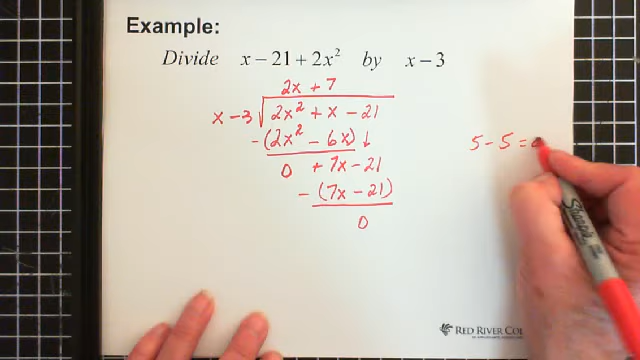 Example:
Divide x − 21 + 2x² by x − 3
2x + 7
x − 3 2x² + x − 21
− (2x² − 6x) ↓
0 + 7x − 21
5 − 5 =
− (7x − 21)
0
RED RIVER
Sharpie